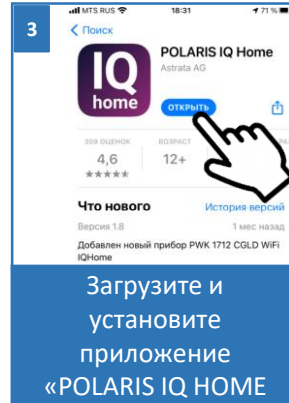 3
MTS RUS 18:31 71 %
Поиск
IQ
home
POLARIS IQ Home
Astrata AG
ОТКРЫТЬ
309 ОЦЕНОК ВОЗРАСТ
4,6 12+
★★★★★
Что нового История версий
Версия 1.8 1 мес назад
Добавлен новый прибор PWK 1712 CGLD WiFi
IQHome
Загрузите и
установите
приложение
«POLARIS IQ HOME